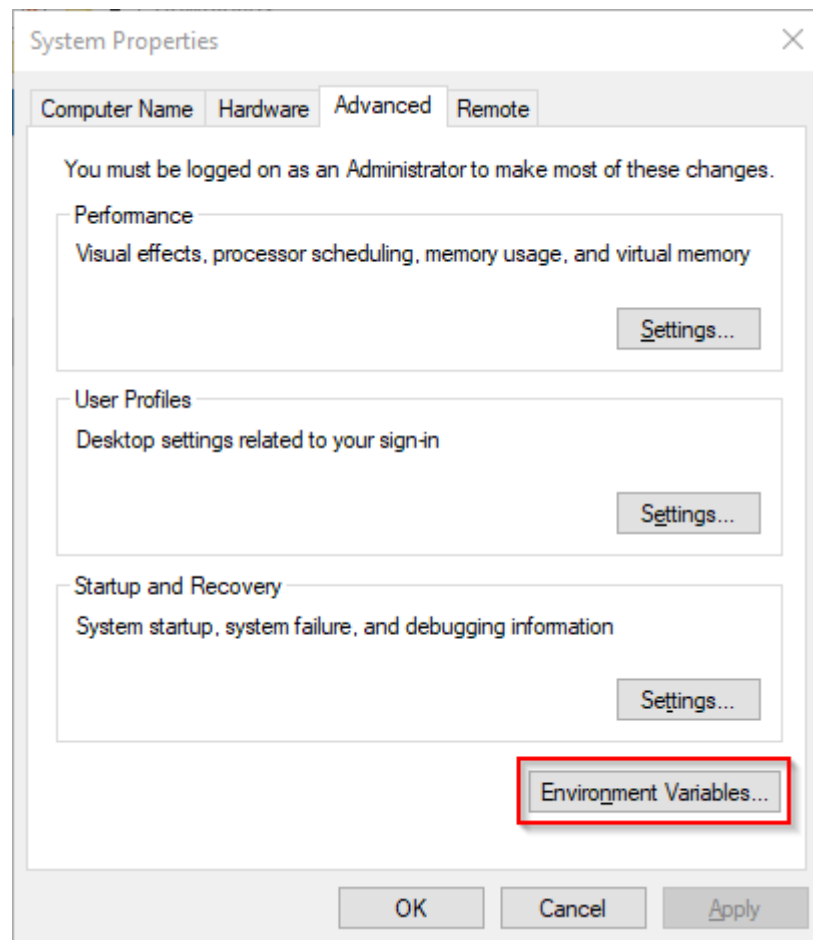 System Properties
Computer Name Hardware Advanced Remote
You must be logged on as an Administrator to make most of these changes.
Performance
Visual effects, processor scheduling, memory usage, and virtual memory
Settings...
User Profiles
Desktop settings related to your sign-in
Settings...
Startup and Recovery
System startup, system failure, and debugging information
Settings...
Environment Variables...
OK Cancel Apply